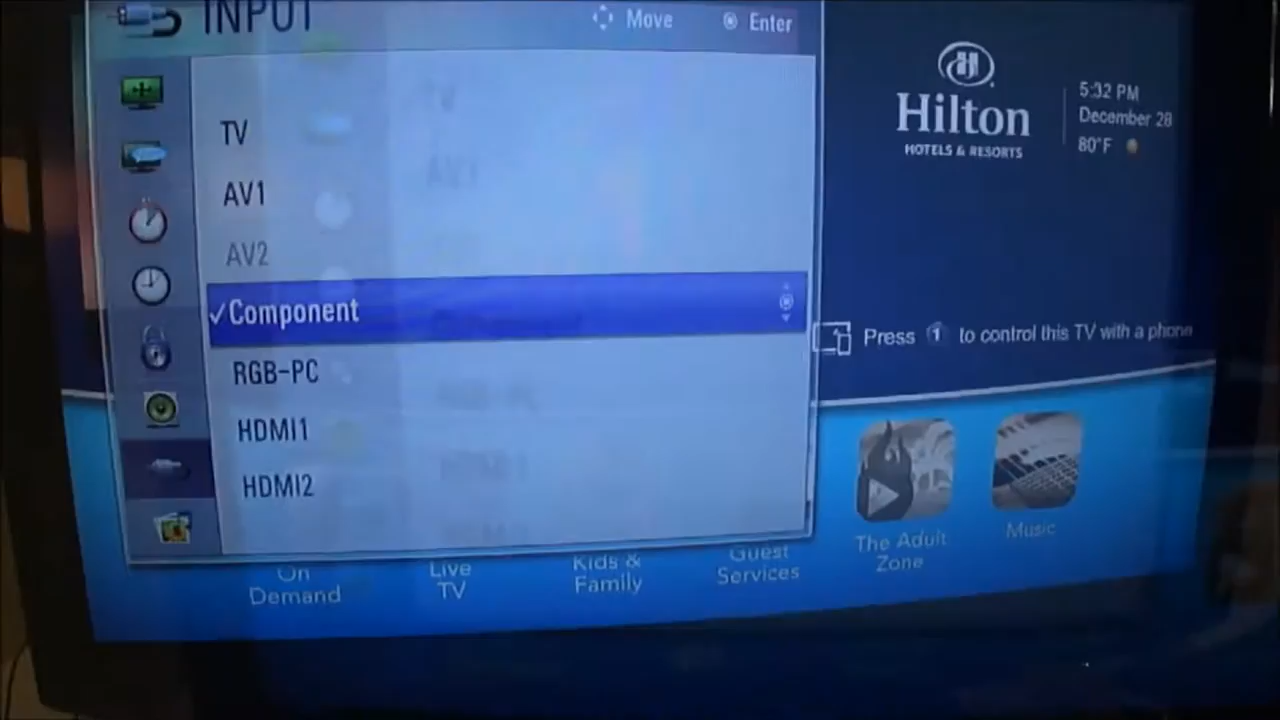 INPUT
Move
Enter
TV
AV1
AV2
✓Component
RGB-PC
HDMI1
HDMI2
Hilton
HOTELS & RESORTS
5:32 PM
December 28
80°F
Press 1 to control this TV with a phone
On
Demand
Live
TV
Kids &
Family
Guest
Services
The Adult
Zone
Music